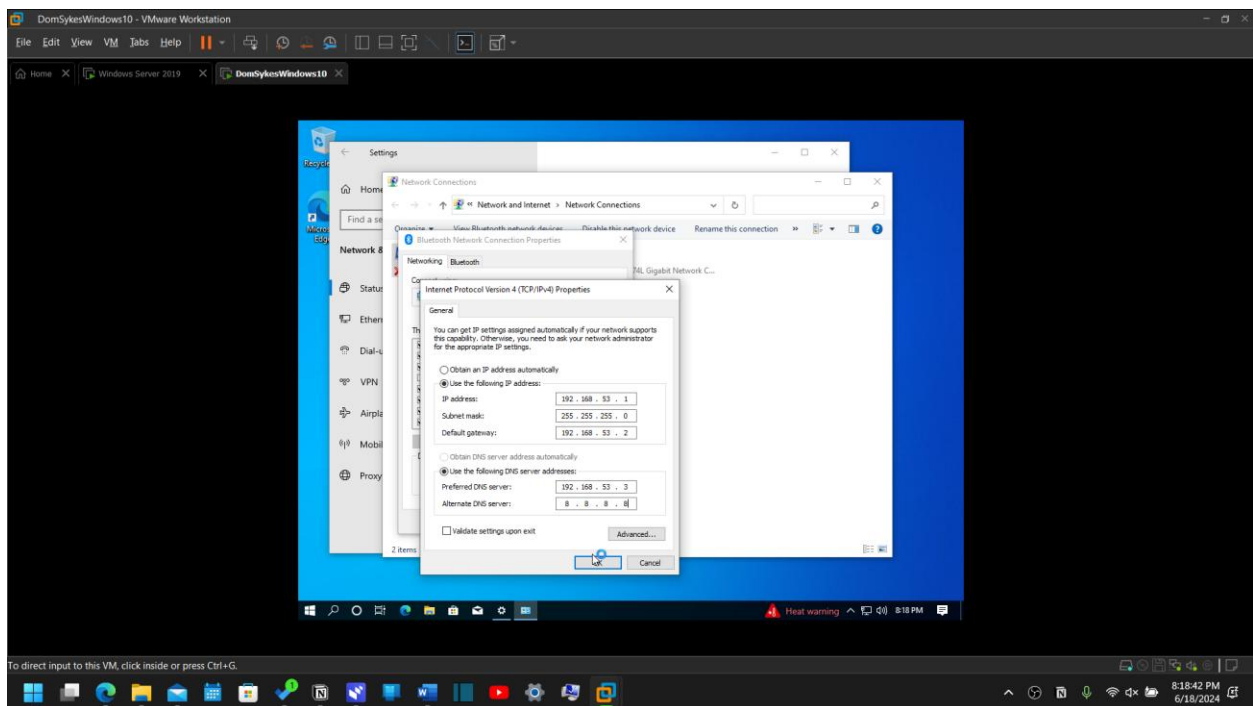 DomSykesWindows10 - VMware Workstation
File Edit View VM Tabs Help
Home Windows Server 2019 DomSykesWindows10
Settings
Network Connections
Home
Network and Internet > Network Connections
Find a se
Organize View Bluetooth network devices Disable this network device Rename this connection »
Bluetooth Network Connection Properties
Network &
Networking Bluetooth
74L Gigabit Network C...
Status
Internet Protocol Version 4 (TCP/IPv4) Properties
General
Ethern
You can get IP settings assigned automatically if your network supports
this capability. Otherwise, you need to ask your network administrator
for the appropriate IP settings.
Dial-u
Obtain an IP address automatically
VPN
Use the following IP address:
IP address: 192 . 168 . 53 . 1
Airpla
Subnet mask: 255 . 255 . 255 . 0
Default gateway: 192 . 168 . 53 . 2
Mobil
Obtain DNS server address automatically
Use the following DNS server addresses:
Proxy
Preferred DNS server: 192 . 168 . 53 . 3
Alternate DNS server: 8 . 8 . 8 . 8
Validate settings upon exit
Advanced...
2 items
Cancel
Heat warning 8:18 PM
To direct input to this VM, click inside or press Ctrl+G.
8:18:42 PM
6/18/2024